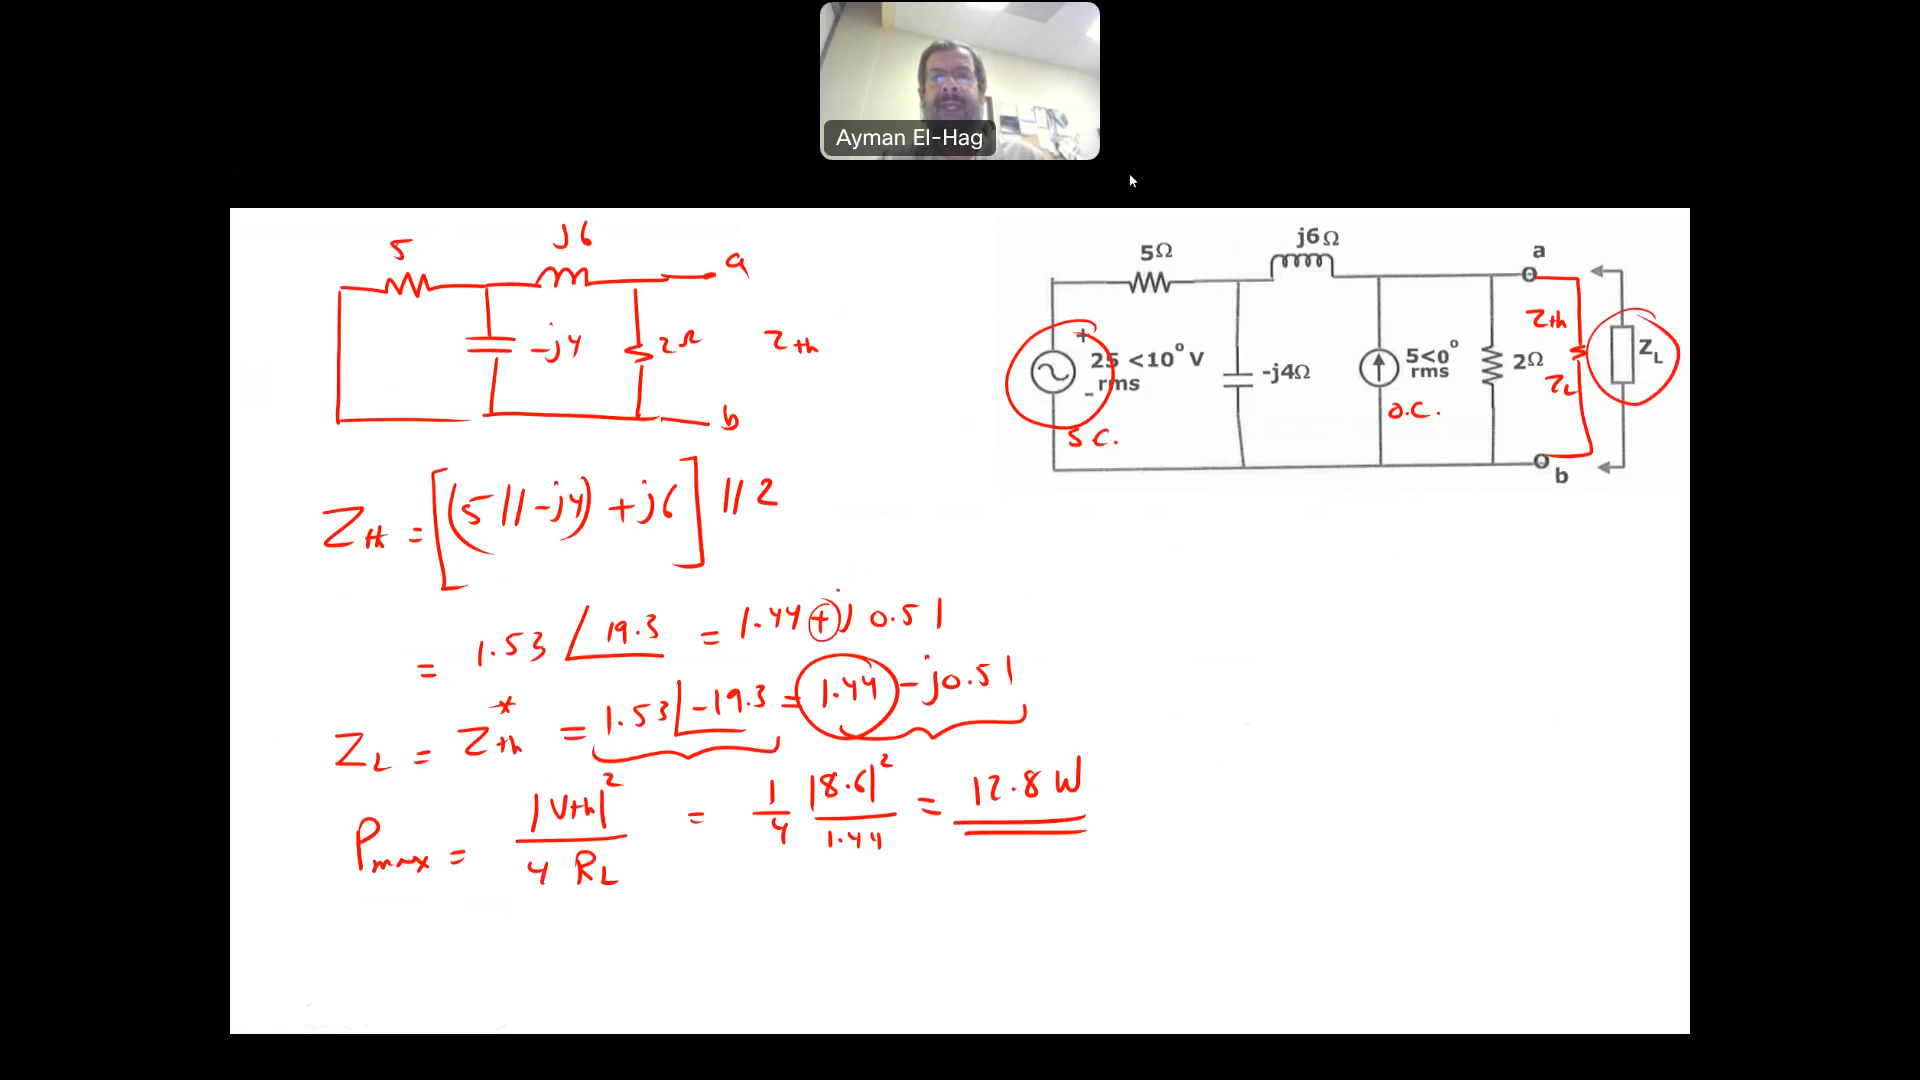 Ayman El-Hag
5
j6
a
-j4
2Ω
Zth
b
Zth = [(5 // -j4) + j6] // 2
= 1.53 ∠19.3 = 1.44 + j 0.51
ZL = Zth* = 1.53 ∠-19.3 = 1.44 - j0.51
Pmax = |Vth|² / 4 RL = 1/4 |8.6|² / 1.44 = 12.8 W
5Ω
j6Ω
a
+
25 <10° V
- rms
S.C.
-j4Ω
5<0°
rms
O.C.
2Ω
Zth
ZL
ZL
b